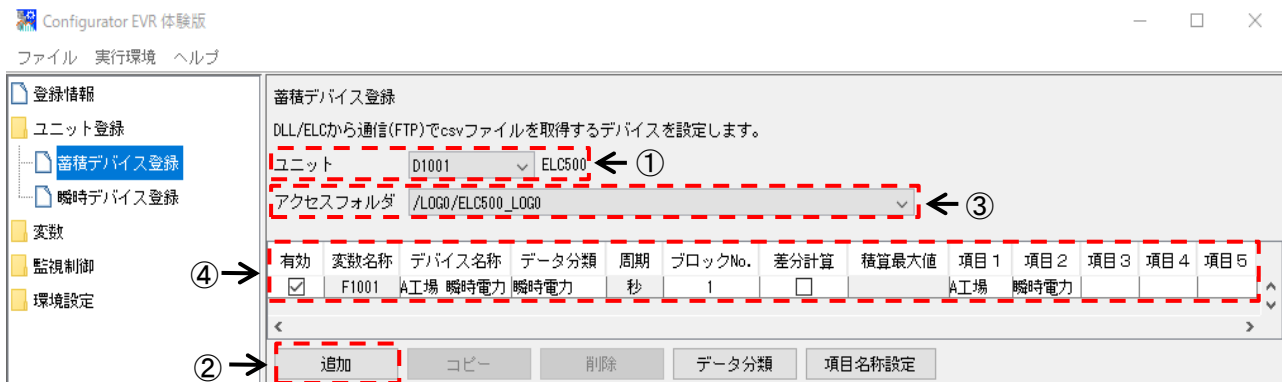 Configurator EVR 体験版
ファイル 実行環境 ヘルプ
登録情報
ユニット登録
蓄積デバイス登録
瞬時デバイス登録
変数
監視制御
環境設定
蓄積デバイス登録
DLL/ELCから通信(FTP)でcsvファイルを取得するデバイスを設定します。
ユニット D1001 ELC500 ①
アクセスフォルダ /LOG0/ELC500_LOG0 ③
④
有効 変数名称 デバイス名称 データ分類 周期 ブロックNo. 差分計算 積算最大値 項目1 項目2 項目3 項目4 項目5
F1001 A工場 瞬時電力 瞬時電力 秒 1 A工場 瞬時電力
② 追加 コピー 削除 データ分類 項目名称設定